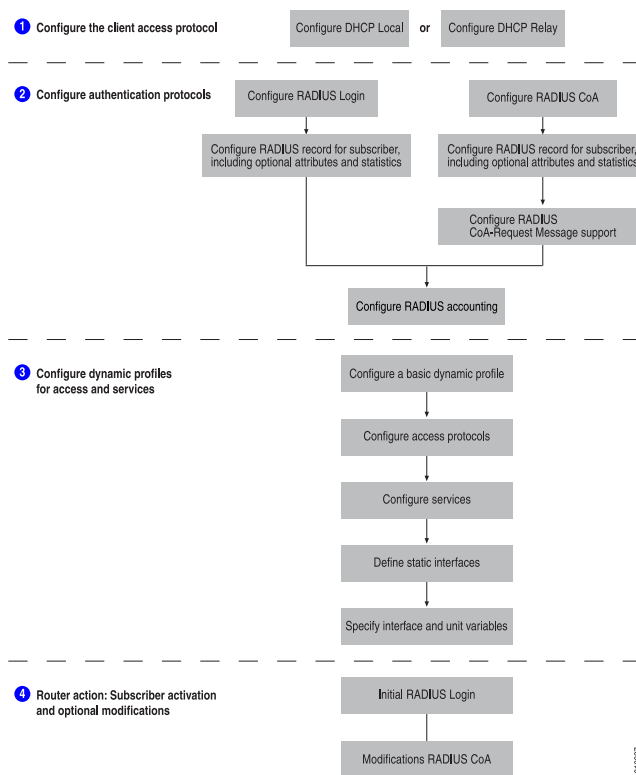 1 Configure the client access protocol
Configure DHCP Local
or
Configure DHCP Relay
2 Configure authentication protocols
Configure RADIUS Login
Configure RADIUS CoA
Configure RADIUS record for subscriber,
including optional attributes and statistics
Configure RADIUS record for subscriber,
including optional attributes and statistics
Configure RADIUS
CoA-Request Message support
Configure RADIUS accounting
3 Configure dynamic profiles
for access and services
Configure a basic dynamic profile
Configure access protocols
Configure services
Define static interfaces
Specify interface and unit variables
4 Router action: Subscriber activation
and optional modifications
Initial RADIUS Login
Modifications RADIUS CoA